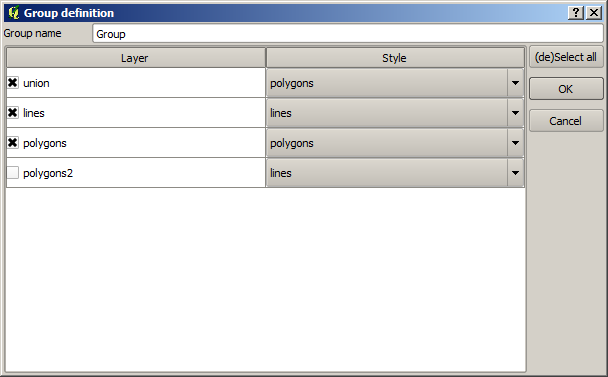 Group definition
Group name Group
Layer Style (de)Select all
union polygons
OK
lines lines
Cancel
polygons polygons
polygons2 lines